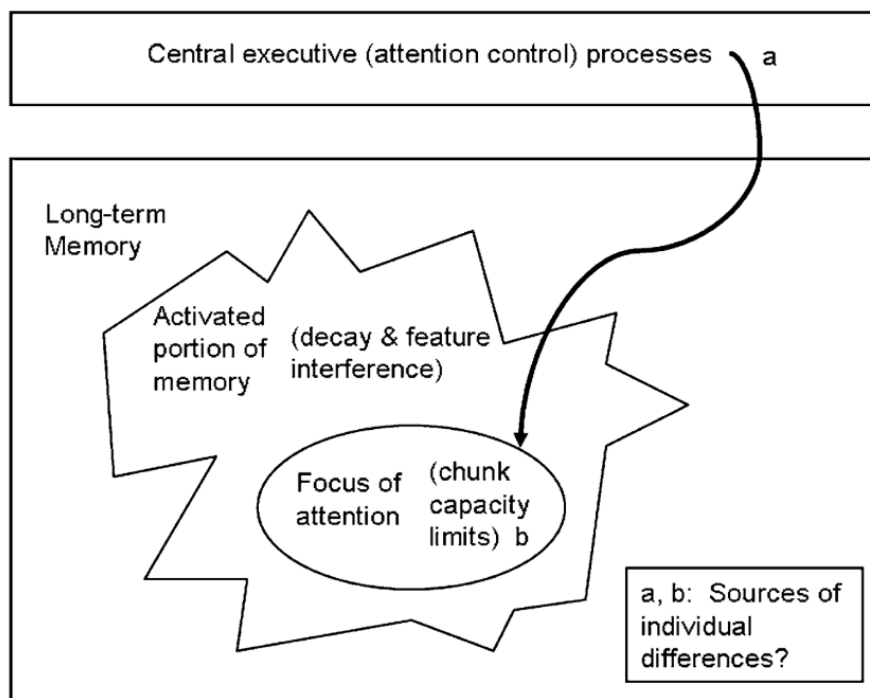 Central executive (attention control) processes a
Long-term
Memory
Activated
portion of
memory
(decay & feature
interference)
Focus of
attention
(chunk
capacity
limits) b
a, b: Sources of
individual
differences?